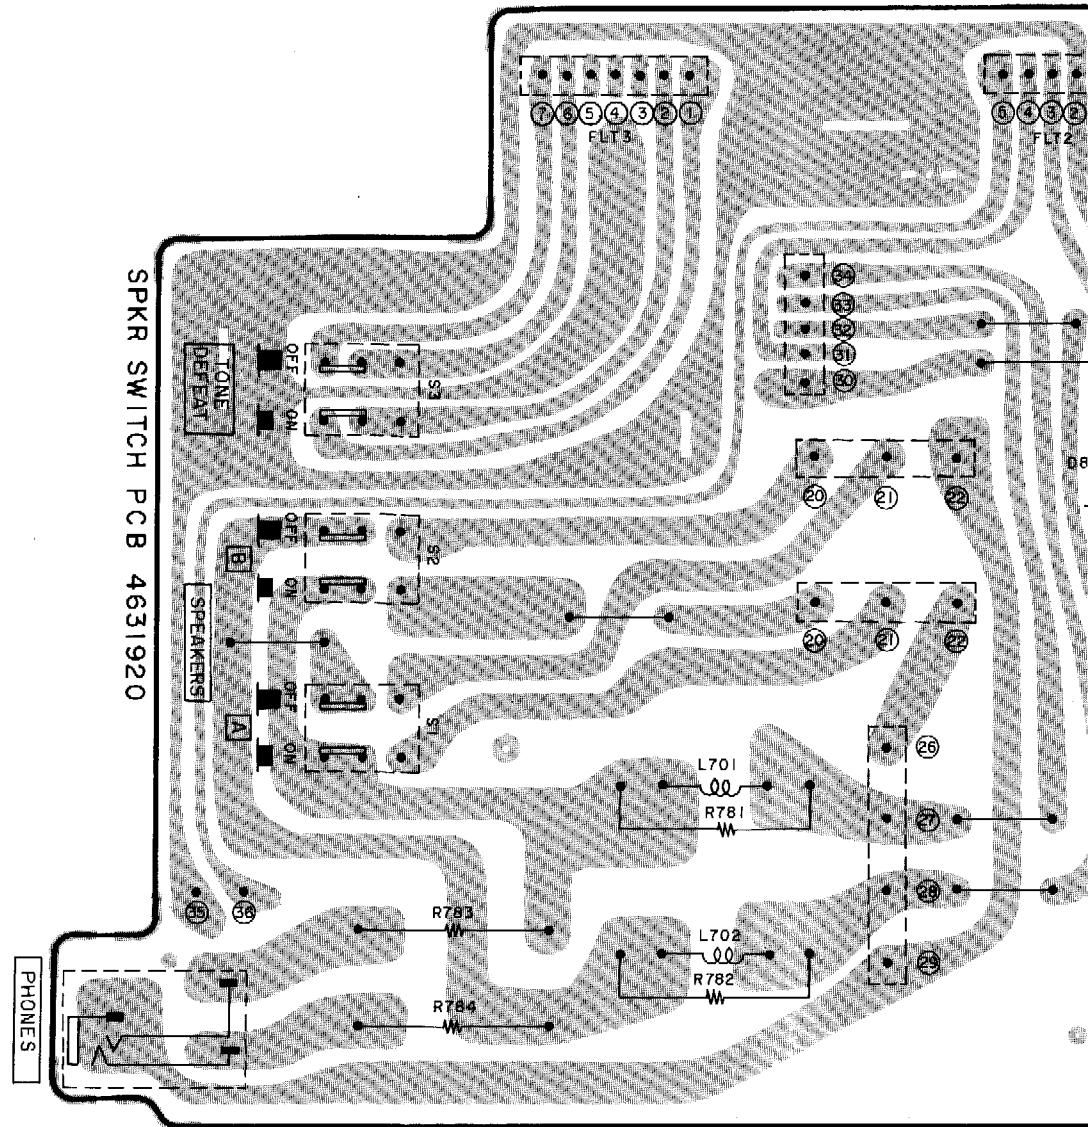 7 6 5 4 3 2 1
FLT3
5 4 3 2
FLT2
34
33
32
31
30
SPKR SWITCH PCB 4631920
TONE
DEFEAT
OFF
ON
S3
D8
20 21 22
OFF
ON
B
S2
SPEAKERS
20 21 22
OFF
ON
A
S1
26
L701
R781
27
28
35 36
R783
L702
29
R782
R784
PHONES